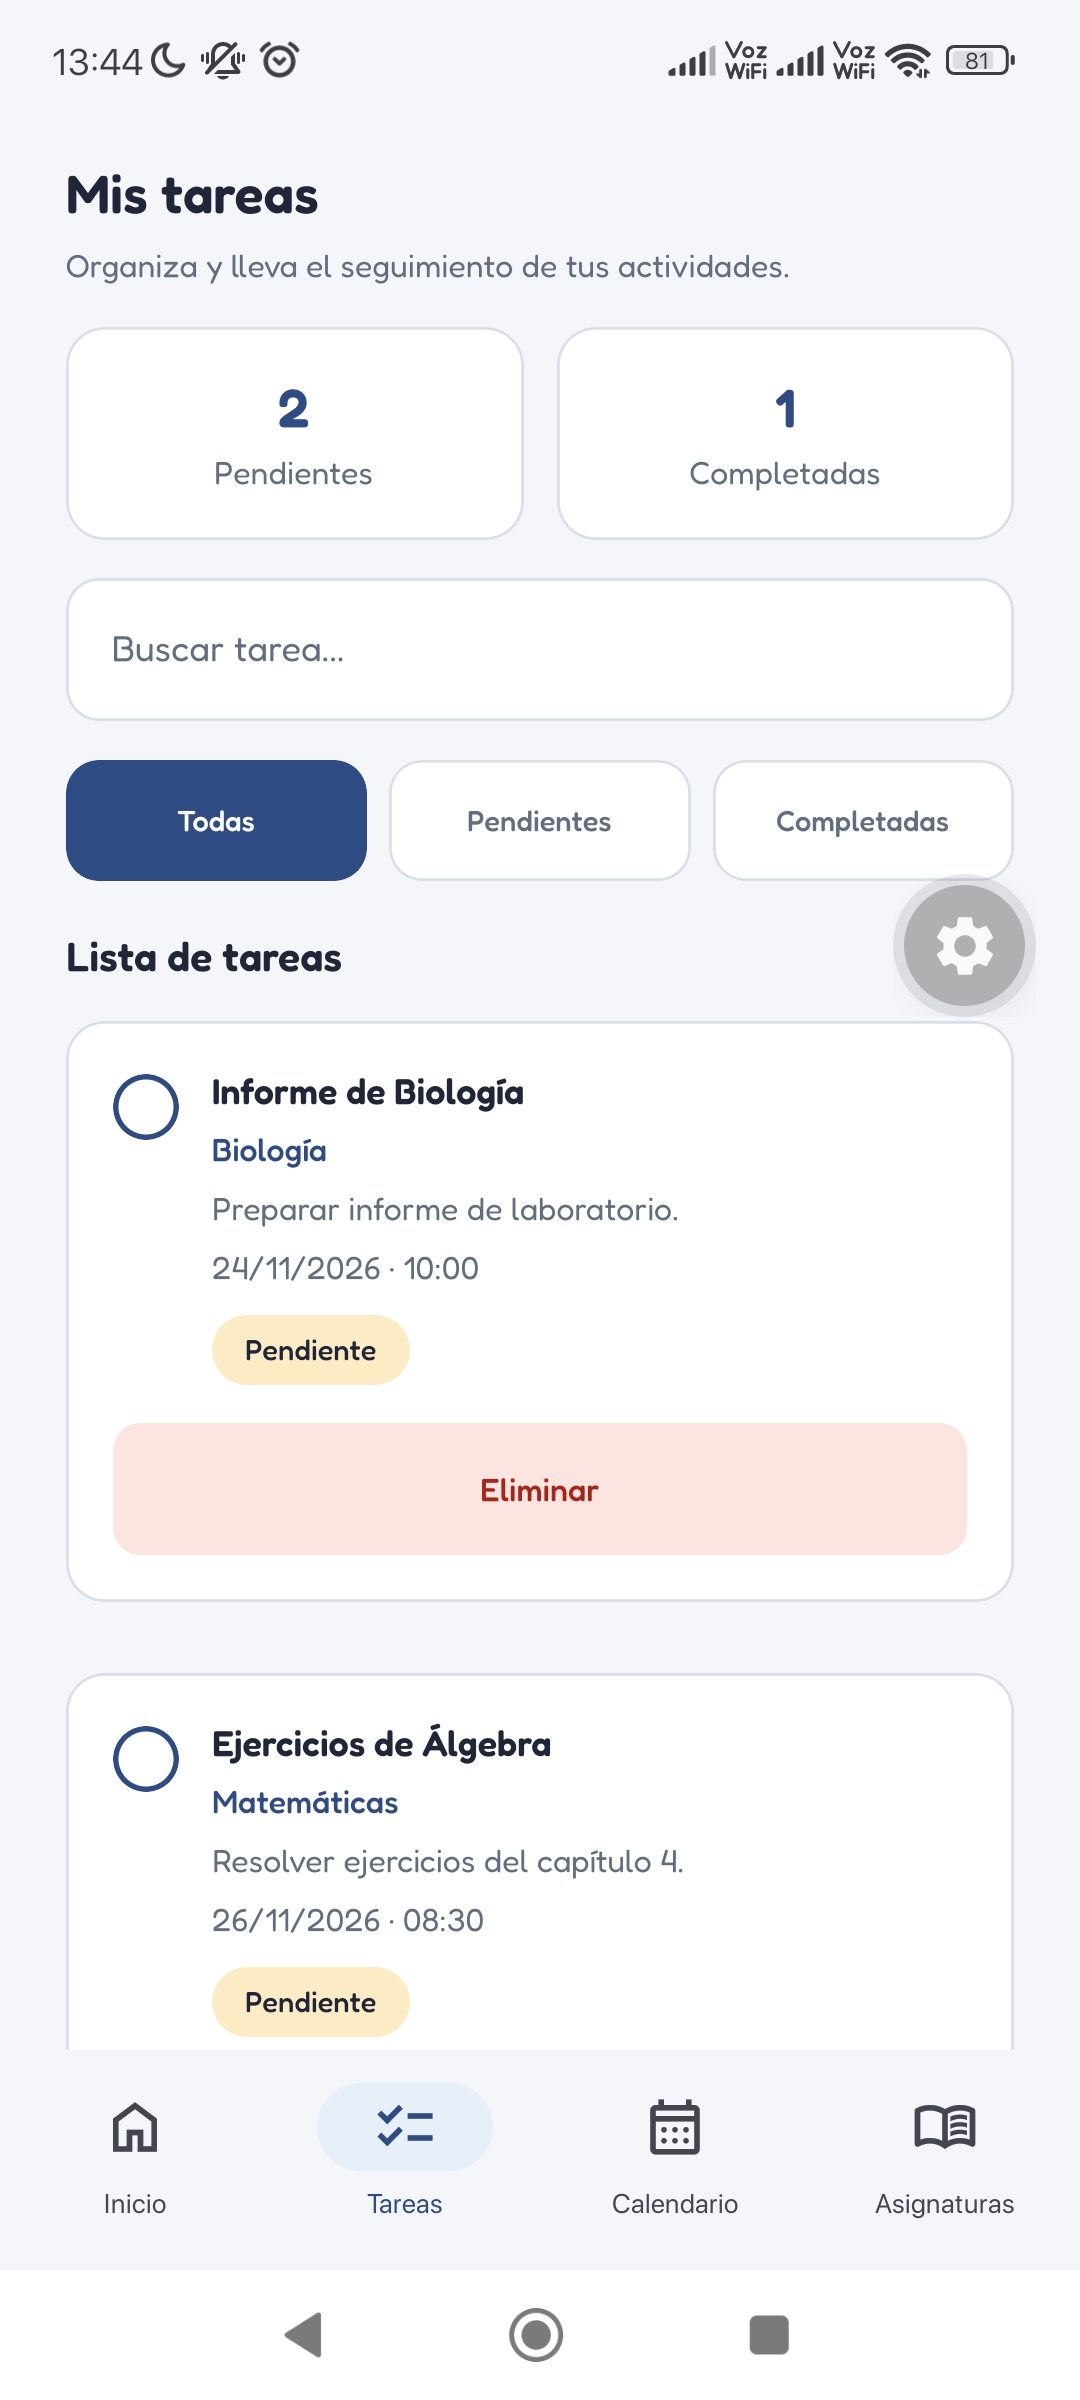 13:44
Voz WiFi
Voz WiFi
81
Mis tareas
Organiza y lleva el seguimiento de tus actividades.
2
Pendientes
1
Completadas
Buscar tarea...
Todas
Pendientes
Completadas
Lista de tareas
Informe de Biología
Biología
Preparar informe de laboratorio.
24/11/2026 · 10:00
Pendiente
Eliminar
Ejercicios de Álgebra
Matemáticas
Resolver ejercicios del capítulo 4.
26/11/2026 · 08:30
Pendiente
Inicio
Tareas
Calendario
Asignaturas